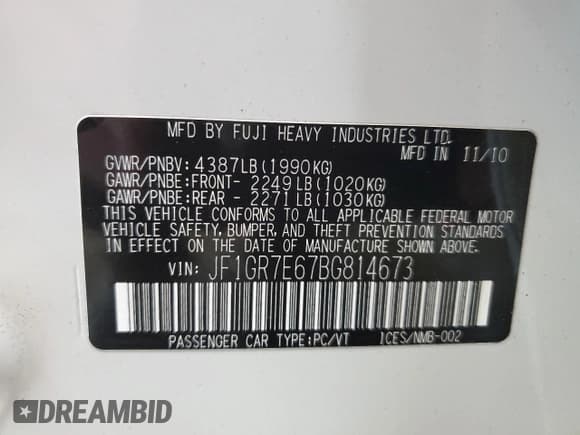 MFD BY FUJI HEAVY INDUSTRIES LTD.
MFD IN 11/10
GVWR/PNBV: 4387LB(1990KG)
GAWR/PNBE:FRONT- 2249LB(1020KG)
GAWR/PNBE:REAR - 2271LB(1030KG)
THIS VEHICLE CONFORMS TO ALL APPLICABLE FEDERAL MOTOR
VEHICLE SAFETY, BUMPER, AND THEFT PREVENTION STANDARDS
IN EFFECT ON THE DATE OF MANUFACTURE SHOWN ABOVE.
VIN: JF1GR7E67BG814673
PASSENGER CAR TYPE:PC/VT ICES/NMB-002
DREAMBID